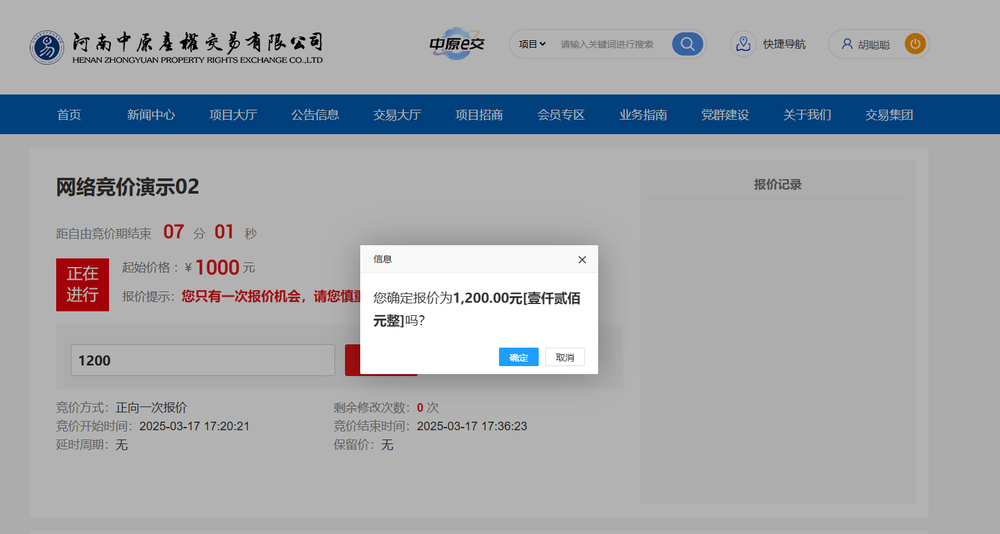 河南中原產權交易有限公司
HENAN ZHONGYUAN PROPERTY RIGHTS EXCHANGE CO.,LTD
中原e交
项目
请输入关键词进行搜索
快捷导航
胡聪聪
首页
新闻中心
项目大厅
公告信息
交易大厅
项目招商
会员专区
业务指南
党群建设
关于我们
交易集团
网络竞价演示02
距自由竞价期结束 07 分 01 秒
正在
进行
起始价格：¥ 1000 元
报价提示：您只有一次报价机会，请您慎重
1200
竞价方式：正向一次报价
剩余修改次数：0 次
竞价开始时间：2025-03-17 17:20:21
竞价结束时间：2025-03-17 17:36:23
延时周期：无
保留价：无
报价记录
信息
您确定报价为1,200.00元[壹仟贰佰
元整]吗？
确定
取消